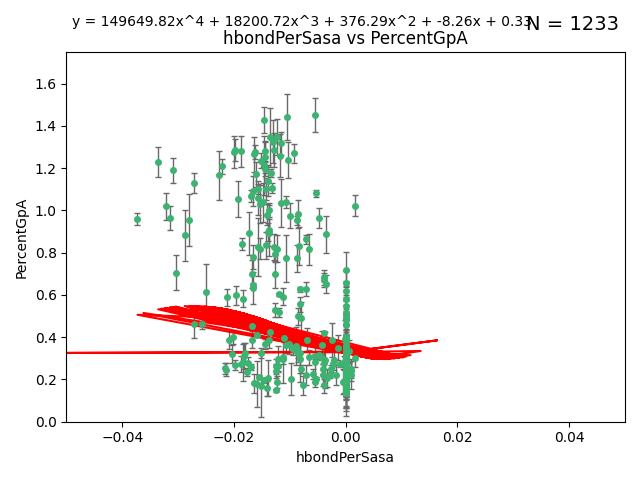 y = 149649.82x^4 + 18200.72x^3 + 376.29x^2 + -8.26x + 0.33
N = 1233
hbondPerSasa vs PercentGpA
PercentGpA
1.6
1.4
1.2
1.0
0.8
0.6
0.4
0.2
0.0
−0.04 −0.02 0.00 0.02 0.04
hbondPerSasa